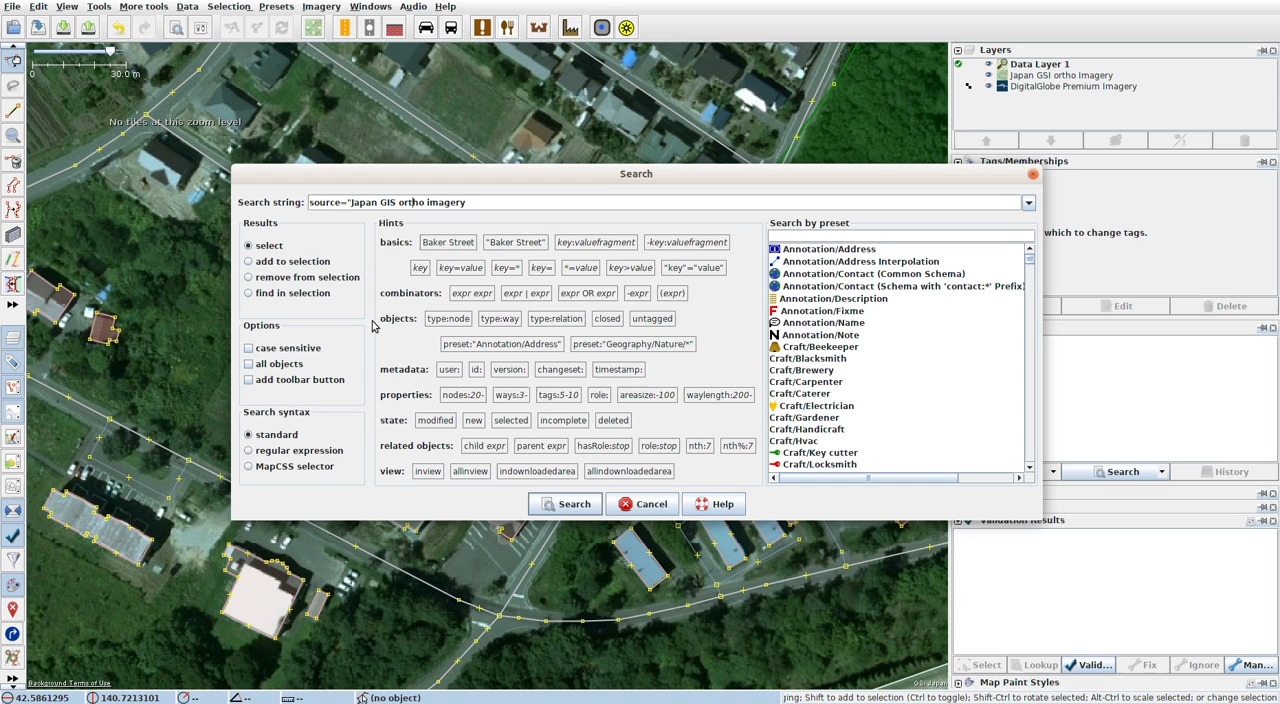 File Edit View Tools More tools Data Selection Presets Imagery Windows Audio Help
0 30.0 m
No tiles at this zoom level
Layers
Data Layer 1
Japan GSI ortho Imagery
DigitalGlobe Premium Imagery
Tags/Memberships
which to change tags.
Edit Delete
Search History
Validation Results
Select Lookup Valid... Fix Ignore Man...
Map Paint Styles
Search
Search string: source="Japan GIS ortho imagery
Results
select
add to selection
remove from selection
find in selection
Options
case sensitive
all objects
add toolbar button
Search syntax
standard
regular expression
MapCSS selector
Hints
basics: Baker Street "Baker Street" key:valuefragment -key:valuefragment
key key=value key=* key= *=value key>value "key"="value"
combinators: expr expr expr | expr expr OR expr -expr (expr)
objects: type:node type:way type:relation closed untagged
preset:"Annotation/Address" preset:"Geography/Nature/*"
metadata: user: id: version: changeset: timestamp:
properties: nodes:20- ways:3- tags:5-10 role: areasize:-100 waylength:200-
state: modified new selected incomplete deleted
related objects: child expr parent expr hasRole:stop role:stop nth:7 nth%:7
view: inview allinview indownloadedarea allindownloadedarea
Search by preset
Annotation/Address
Annotation/Address Interpolation
Annotation/Contact (Common Schema)
Annotation/Contact (Schema with 'contact:*' Prefix)
Annotation/Description
Annotation/Fixme
Annotation/Name
Annotation/Note
Craft/Beekeeper
Craft/Blacksmith
Craft/Brewery
Craft/Carpenter
Craft/Caterer
Craft/Electrician
Craft/Gardener
Craft/Handicraft
Craft/Hvac
Craft/Key cutter
Craft/Locksmith
Search Cancel Help
Background Terms of Use
GSI Japan
42.5861295 140.7213101 -- -- -- (no object) jing; Shift to add to selection (Ctrl to toggle); Shift-Ctrl to rotate selected; Alt-Ctrl to scale selected; or change selection